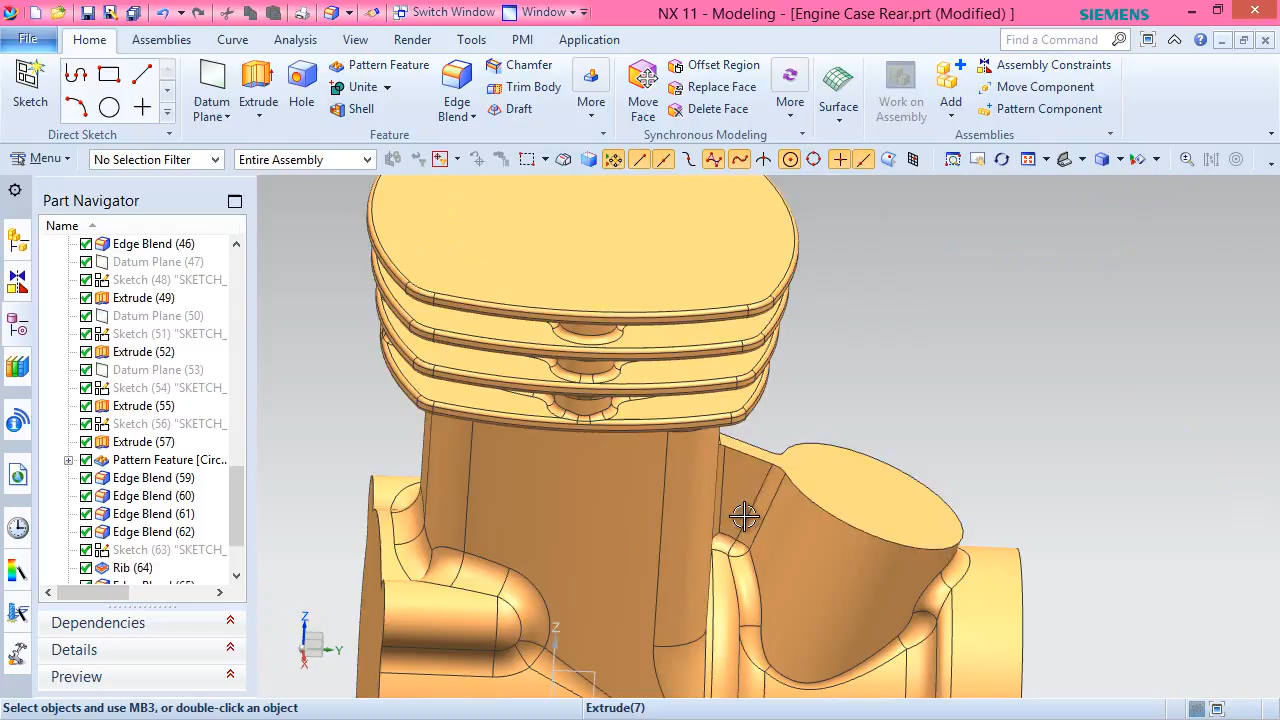 Switch Window
Window
NX 11 - Modeling - [Engine Case Rear.prt (Modified) ]
SIEMENS
File
Home
Assemblies
Curve
Analysis
View
Render
Tools
PMI
Application
Find a Command
Sketch
Direct Sketch
Datum
Plane
Extrude
Hole
Pattern Feature
Unite
Shell
Edge
Blend
Chamfer
Trim Body
Draft
More
Feature
Move
Face
Offset Region
Replace Face
Delete Face
More
Synchronous Modeling
Surface
Work on
Assembly
Add
Assembly Constraints
Move Component
Pattern Component
Assemblies
Menu
No Selection Filter
Entire Assembly
Part Navigator
Name
Edge Blend (46)
Datum Plane (47)
Sketch (48) "SKETCH_
Extrude (49)
Datum Plane (50)
Sketch (51) "SKETCH_
Extrude (52)
Datum Plane (53)
Sketch (54) "SKETCH_
Extrude (55)
Sketch (56) "SKETCH_
Extrude (57)
Pattern Feature [Circ...
Edge Blend (59)
Edge Blend (60)
Edge Blend (61)
Edge Blend (62)
Sketch (63) "SKETCH_
Rib (64)
Dependencies
Details
Preview
Z
Y
X
Z
Select objects and use MB3, or double-click an object
Extrude(7)